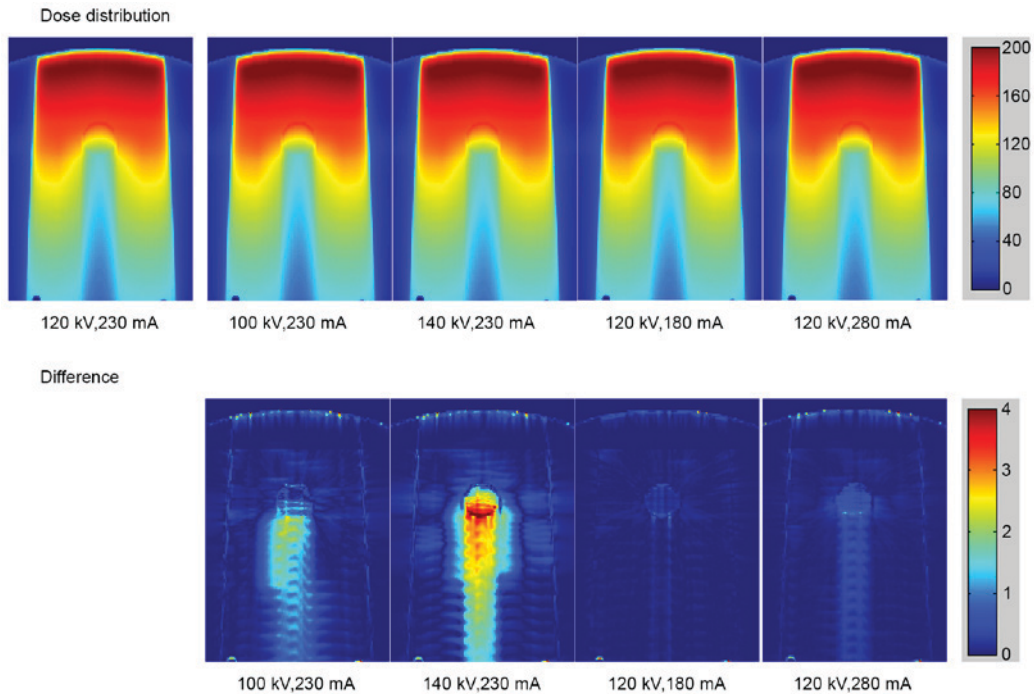 Dose distribution
200
160
120
80
40
0
120 kV,230 mA
100 kV,230 mA
140 kV,230 mA
120 kV,180 mA
120 kV,280 mA
Difference
4
3
2
1
0
100 kV,230 mA
140 kV,230 mA
120 kV,180 mA
120 kV,280 mA